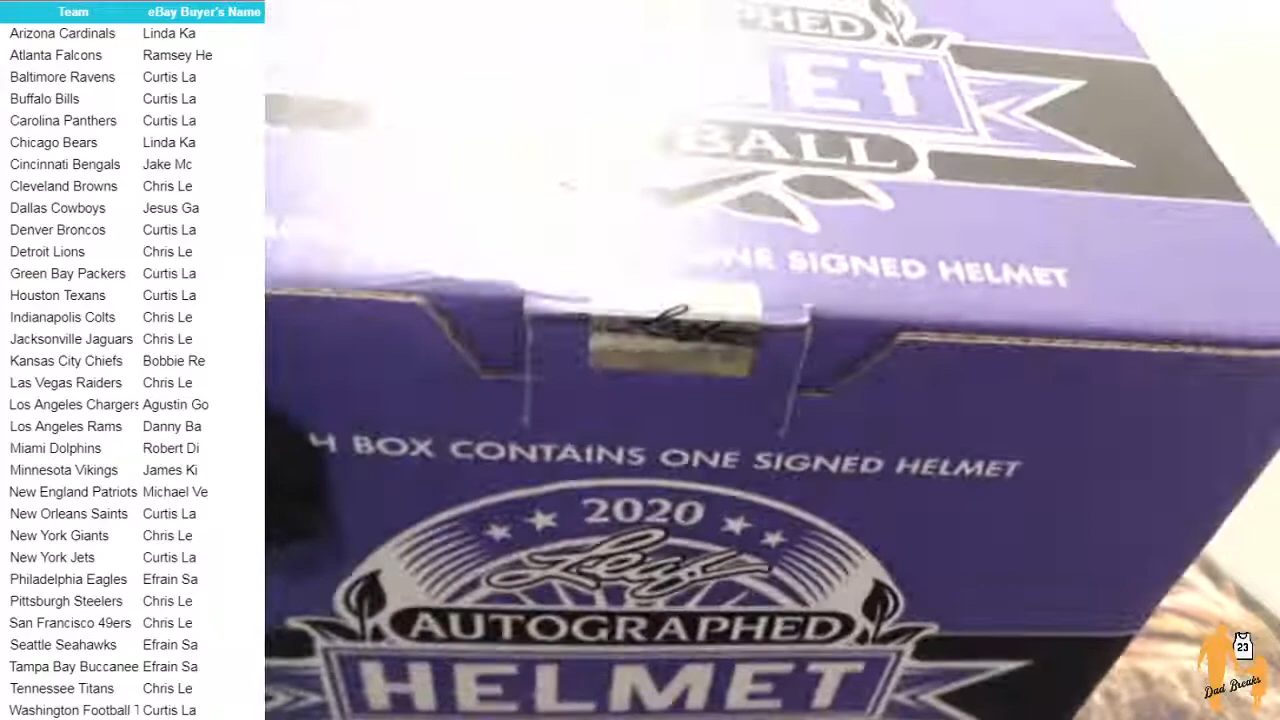 Team eBay Buyer's Name
Arizona Cardinals Linda Ka
Atlanta Falcons Ramsey He
Baltimore Ravens Curtis La
Buffalo Bills Curtis La
Carolina Panthers Curtis La
Chicago Bears Linda Ka
Cincinnati Bengals Jake Mc
Cleveland Browns Chris Le
Dallas Cowboys Jesus Ga
Denver Broncos Curtis La
Detroit Lions Chris Le
Green Bay Packers Curtis La
Houston Texans Curtis La
Indianapolis Colts Chris Le
Jacksonville Jaguars Chris Le
Kansas City Chiefs Bobbie Re
Las Vegas Raiders Chris Le
Los Angeles Chargers Agustin Go
Los Angeles Rams Danny Ba
Miami Dolphins Robert Di
Minnesota Vikings James Ki
New England Patriots Michael Ve
New Orleans Saints Curtis La
New York Giants Chris Le
New York Jets Curtis La
Philadelphia Eagles Efrain Sa
Pittsburgh Steelers Chris Le
San Francisco 49ers Chris Le
Seattle Seahawks Efrain Sa
Tampa Bay Buccanee Efrain Sa
Tennessee Titans Chris Le
Washington Football T Curtis La
PHED
ET
BALL
ONE SIGNED HELMET
Leaf
H BOX CONTAINS ONE SIGNED HELMET
2020
Leaf
AUTOGRAPHED
HELMET
23
Dad Breaks